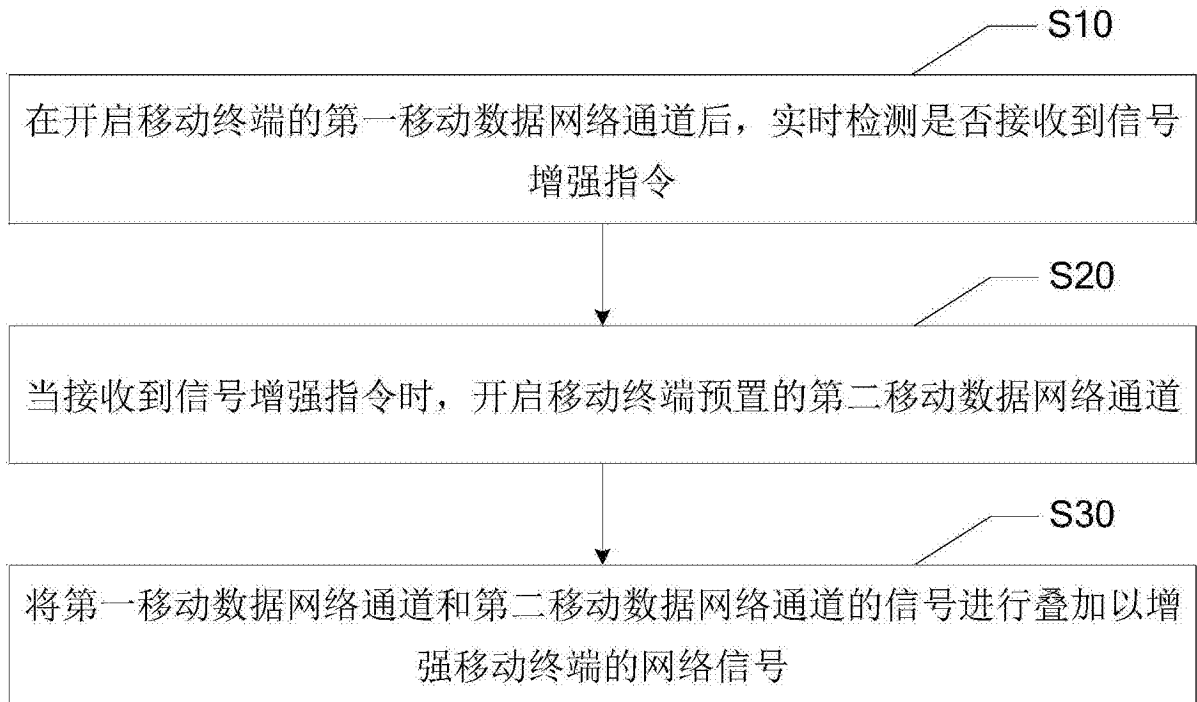 S10
在开启移动终端的第一移动数据网络通道后，实时检测是否接收到信号
增强指令
S20
当接收到信号增强指令时，开启移动终端预置的第二移动数据网络通道
S30
将第一移动数据网络通道和第二移动数据网络通道的信号进行叠加以增
强移动终端的网络信号